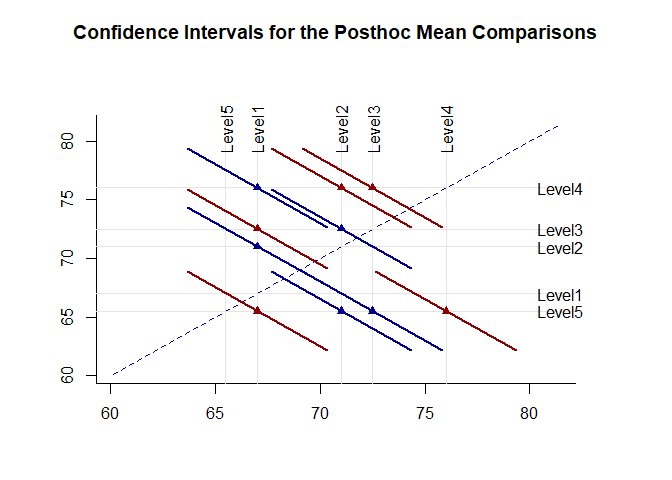 Confidence Intervals for the Posthoc Mean Comparisons
Level5
Level1
Level2
Level3
Level4
80
75
70
65
60
Level4
Level3
Level2
Level1
Level5
60 65 70 75 80